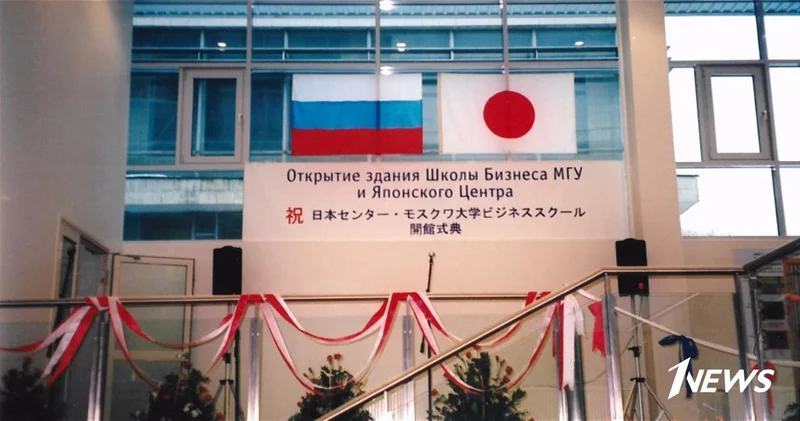 Открытие здания Школы Бизнеса МГУ
и Японского Центра
祝 日本センター・モスクワ大学ビジネススクール
開館式典
1NEWS